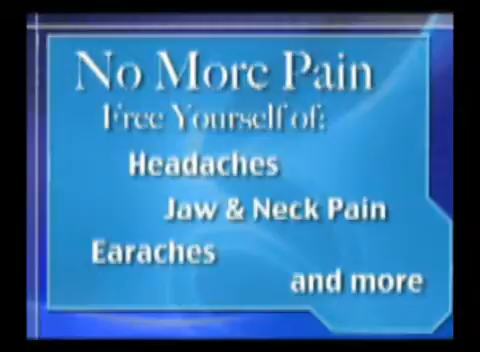 No More Pain
Free Yourself of:
Headaches
Jaw & Neck Pain
Earaches
and more